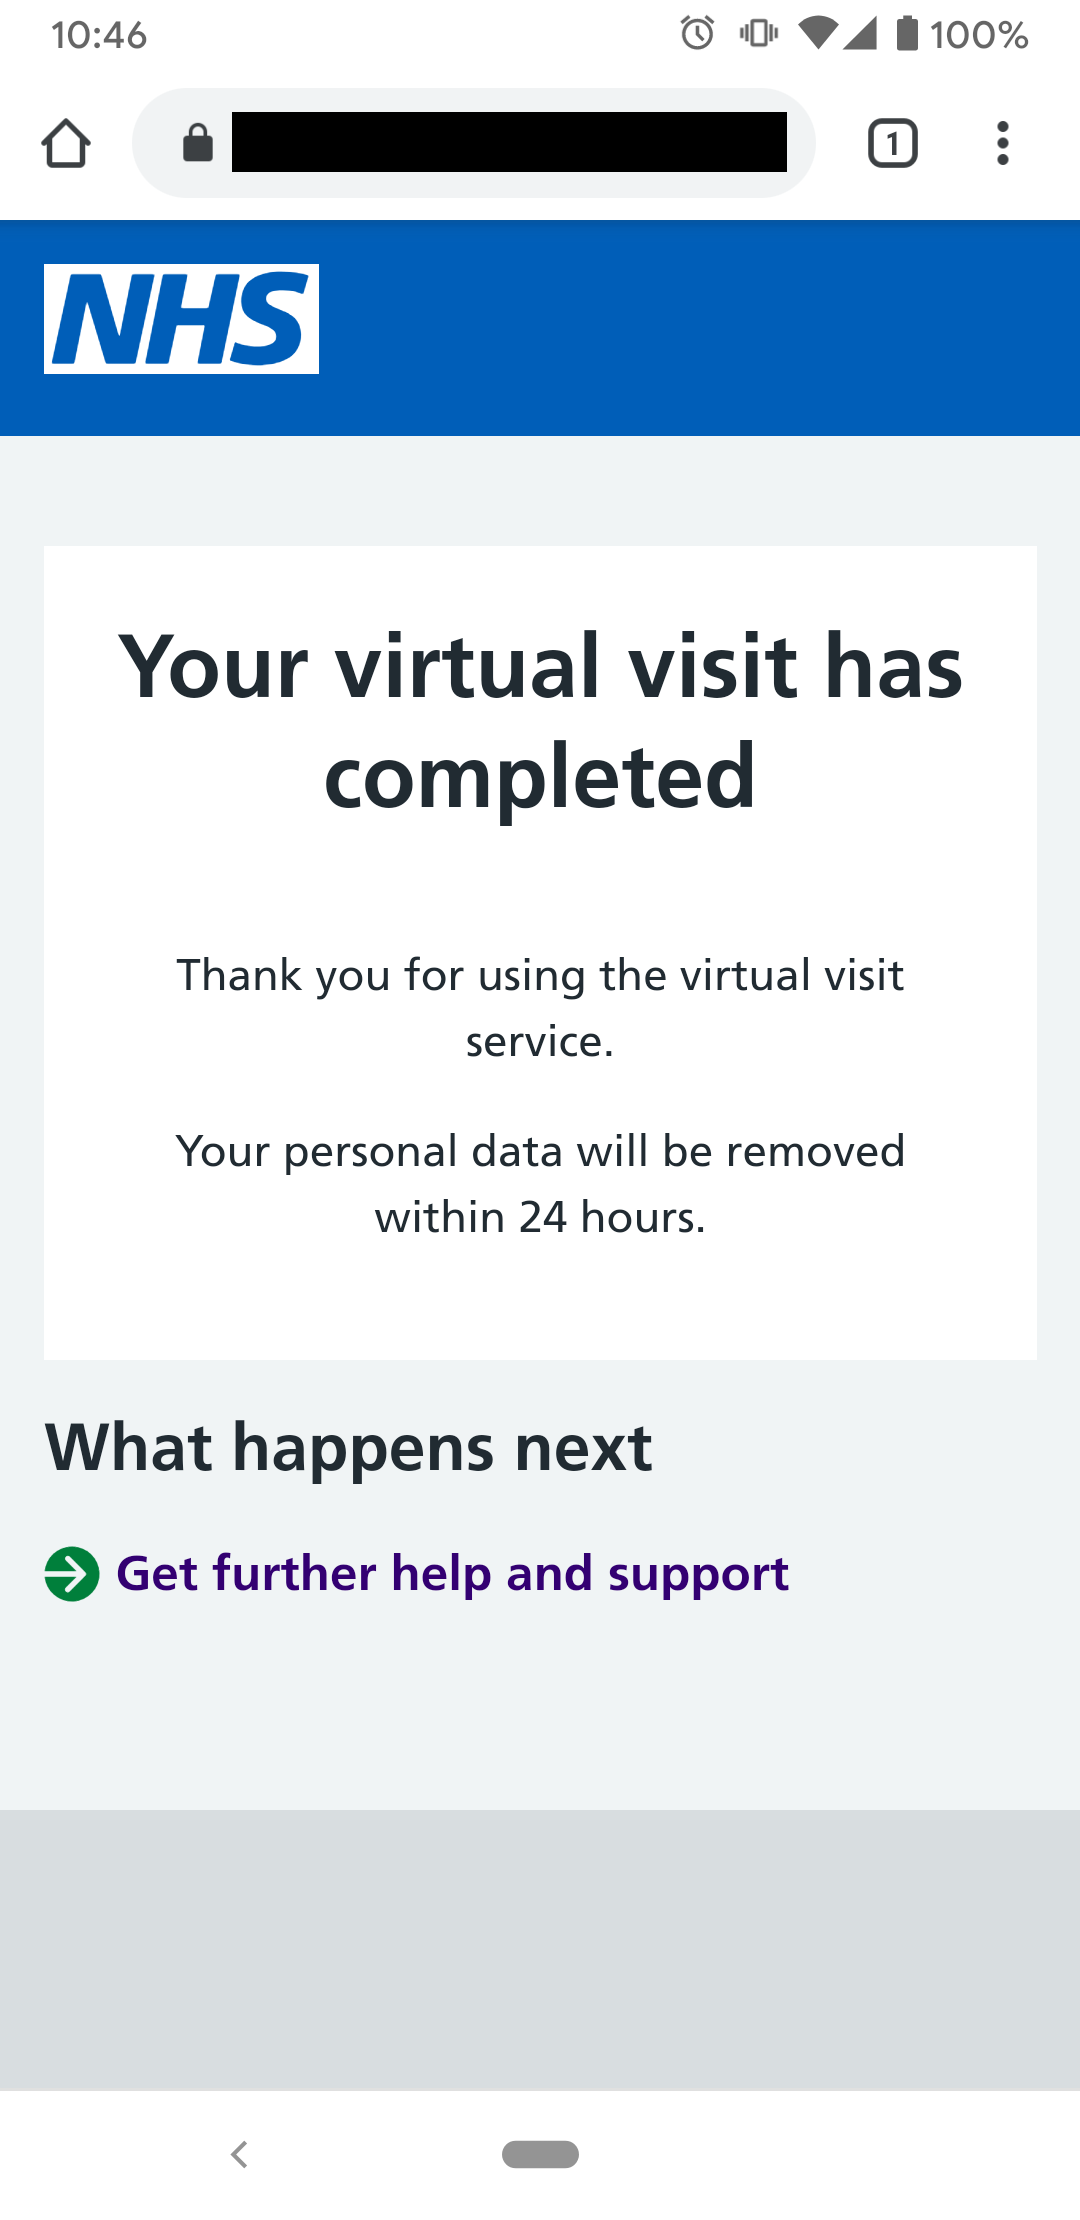 10:46
100%
1
NHS
Your virtual visit has
completed
Thank you for using the virtual visit
service.
Your personal data will be removed
within 24 hours.
What happens next
Get further help and support